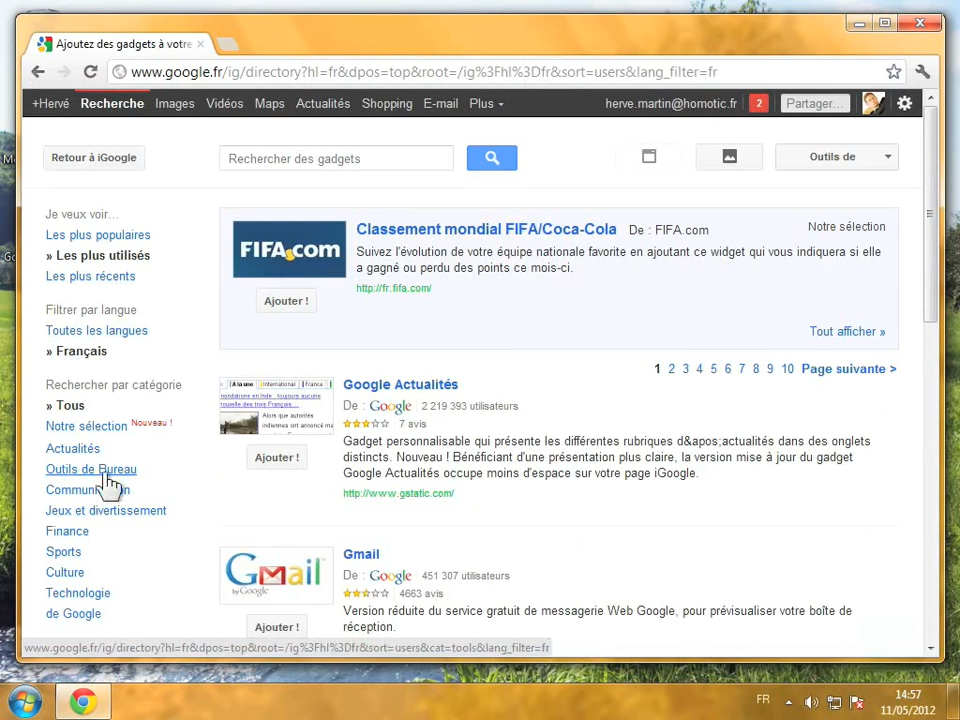 Ajoutez des gadgets à votre
www.google.fr/ig/directory?hl=fr&dpos=top&root=/ig%3Fhl%3Dfr&sort=users&lang_filter=fr
+Hervé Recherche Images Vidéos Maps Actualités Shopping E-mail Plus herve.martin@homotic.fr 2 Partager...
Retour à iGoogle Rechercher des gadgets Outils de
Je veux voir...
Les plus populaires
» Les plus utilisés
Les plus récents
Filtrer par langue
Toutes les langues
» Français
Rechercher par catégorie
» Tous
Notre sélection Nouveau !
Actualités
Outils de Bureau
Communication
Jeux et divertissement
Finance
Sports
Culture
Technologie
de Google
FIFA.com
Classement mondial FIFA/Coca-Cola De : FIFA.com Notre sélection
Suivez l'évolution de votre équipe nationale favorite en ajoutant ce widget qui vous indiquera si elle
a gagné ou perdu des points ce mois-ci.
http://fr.fifa.com/
Ajouter !
Tout afficher »
1 2 3 4 5 6 7 8 9 10 Page suivante >
Google Actualités
De : Google 2 219 393 utilisateurs
7 avis
Gadget personnalisable qui présente les différentes rubriques d&apos;actualités dans des onglets
distincts. Nouveau ! Bénéficiant d'une présentation plus claire, la version mise à jour du gadget
Google Actualités occupe moins d'espace sur votre page iGoogle.
http://www.gstatic.com/
A la une International France
Ajouter !
Gmail
De : Google 451 307 utilisateurs
4663 avis
Version réduite du service gratuit de messagerie Web Google, pour prévisualiser votre boîte de
réception.
Gmail
by Google
Ajouter !
www.google.fr/ig/directory?hl=fr&dpos=top&root=/ig%3Fhl%3Dfr&sort=users&cat=tools&lang_filter=fr
FR
14:57
11/05/2012